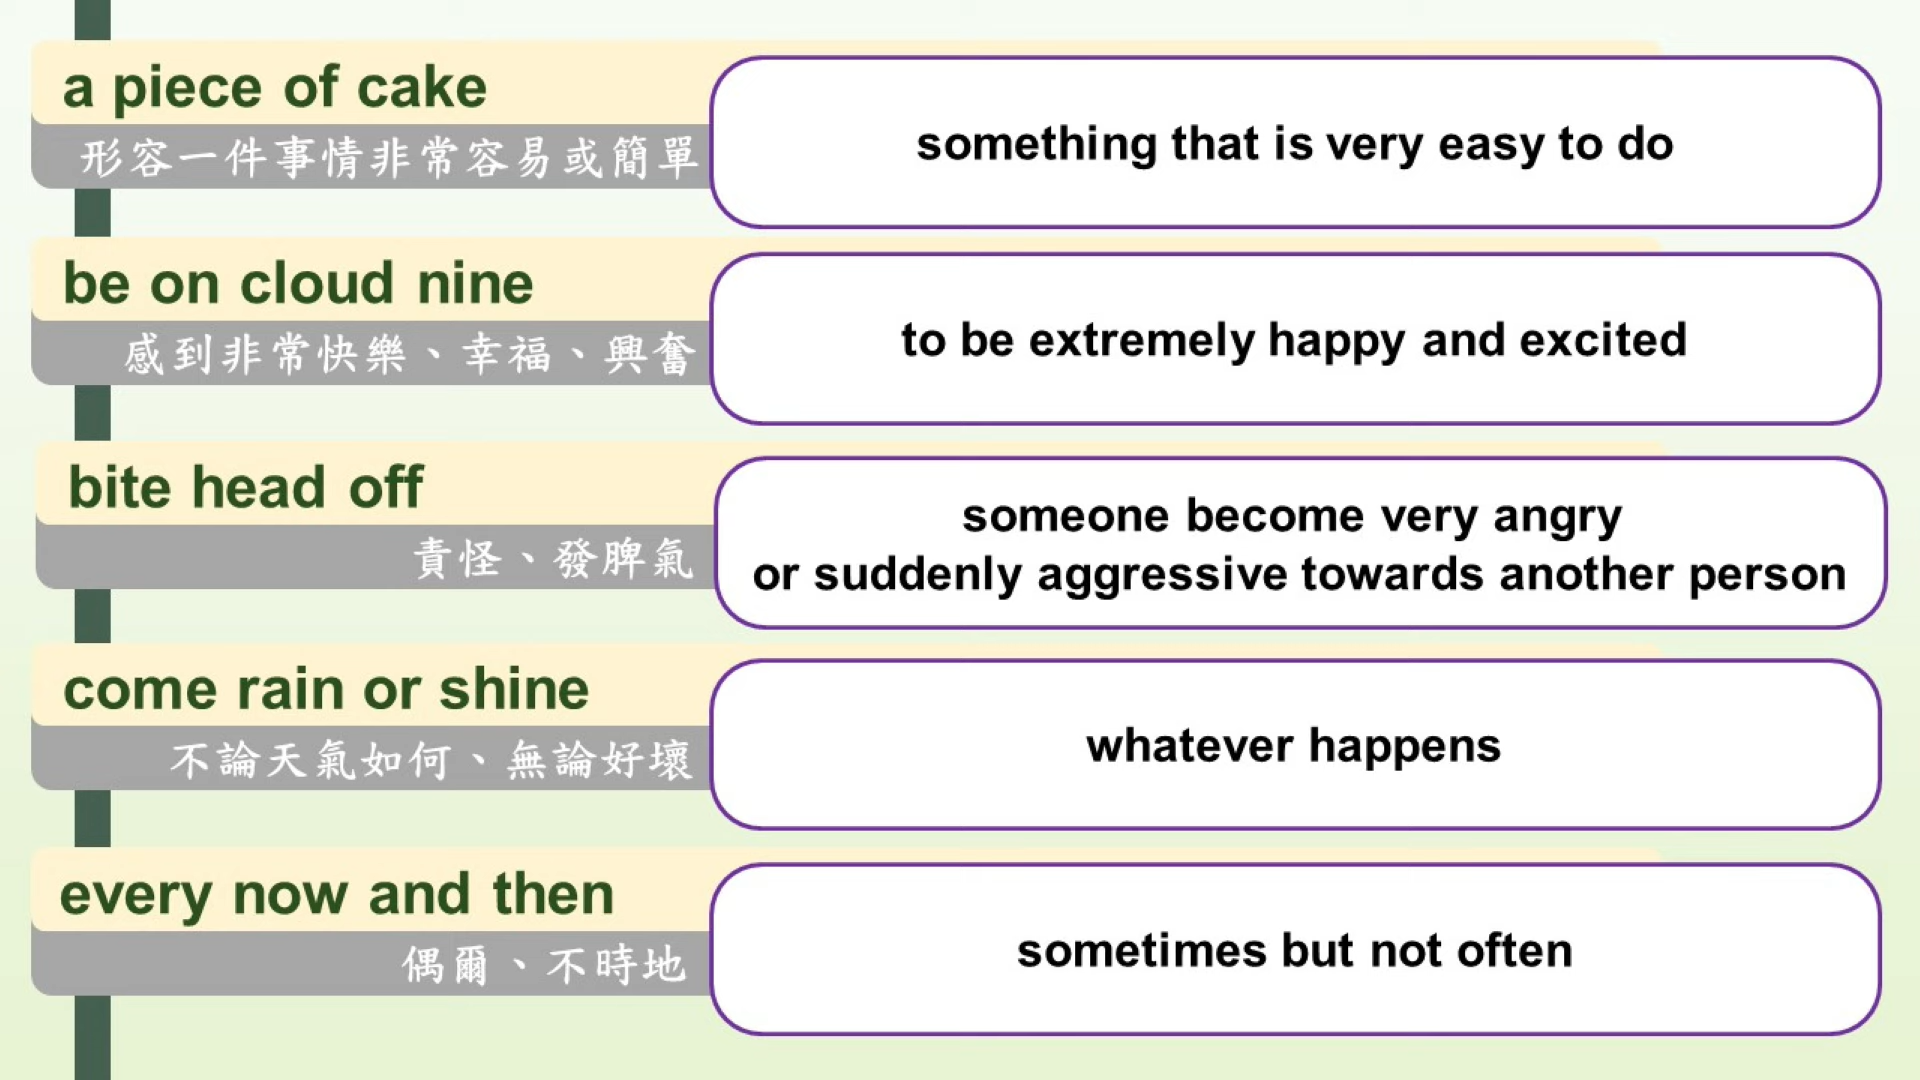 a piece of cake
形容一件事情非常容易或簡單
something that is very easy to do
be on cloud nine
感到非常快樂、幸福、興奮
to be extremely happy and excited
bite head off
責怪、發脾氣
someone become very angry
or suddenly aggressive towards another person
come rain or shine
不論天氣如何、無論好壞
whatever happens
every now and then
偶爾、不時地
sometimes but not often